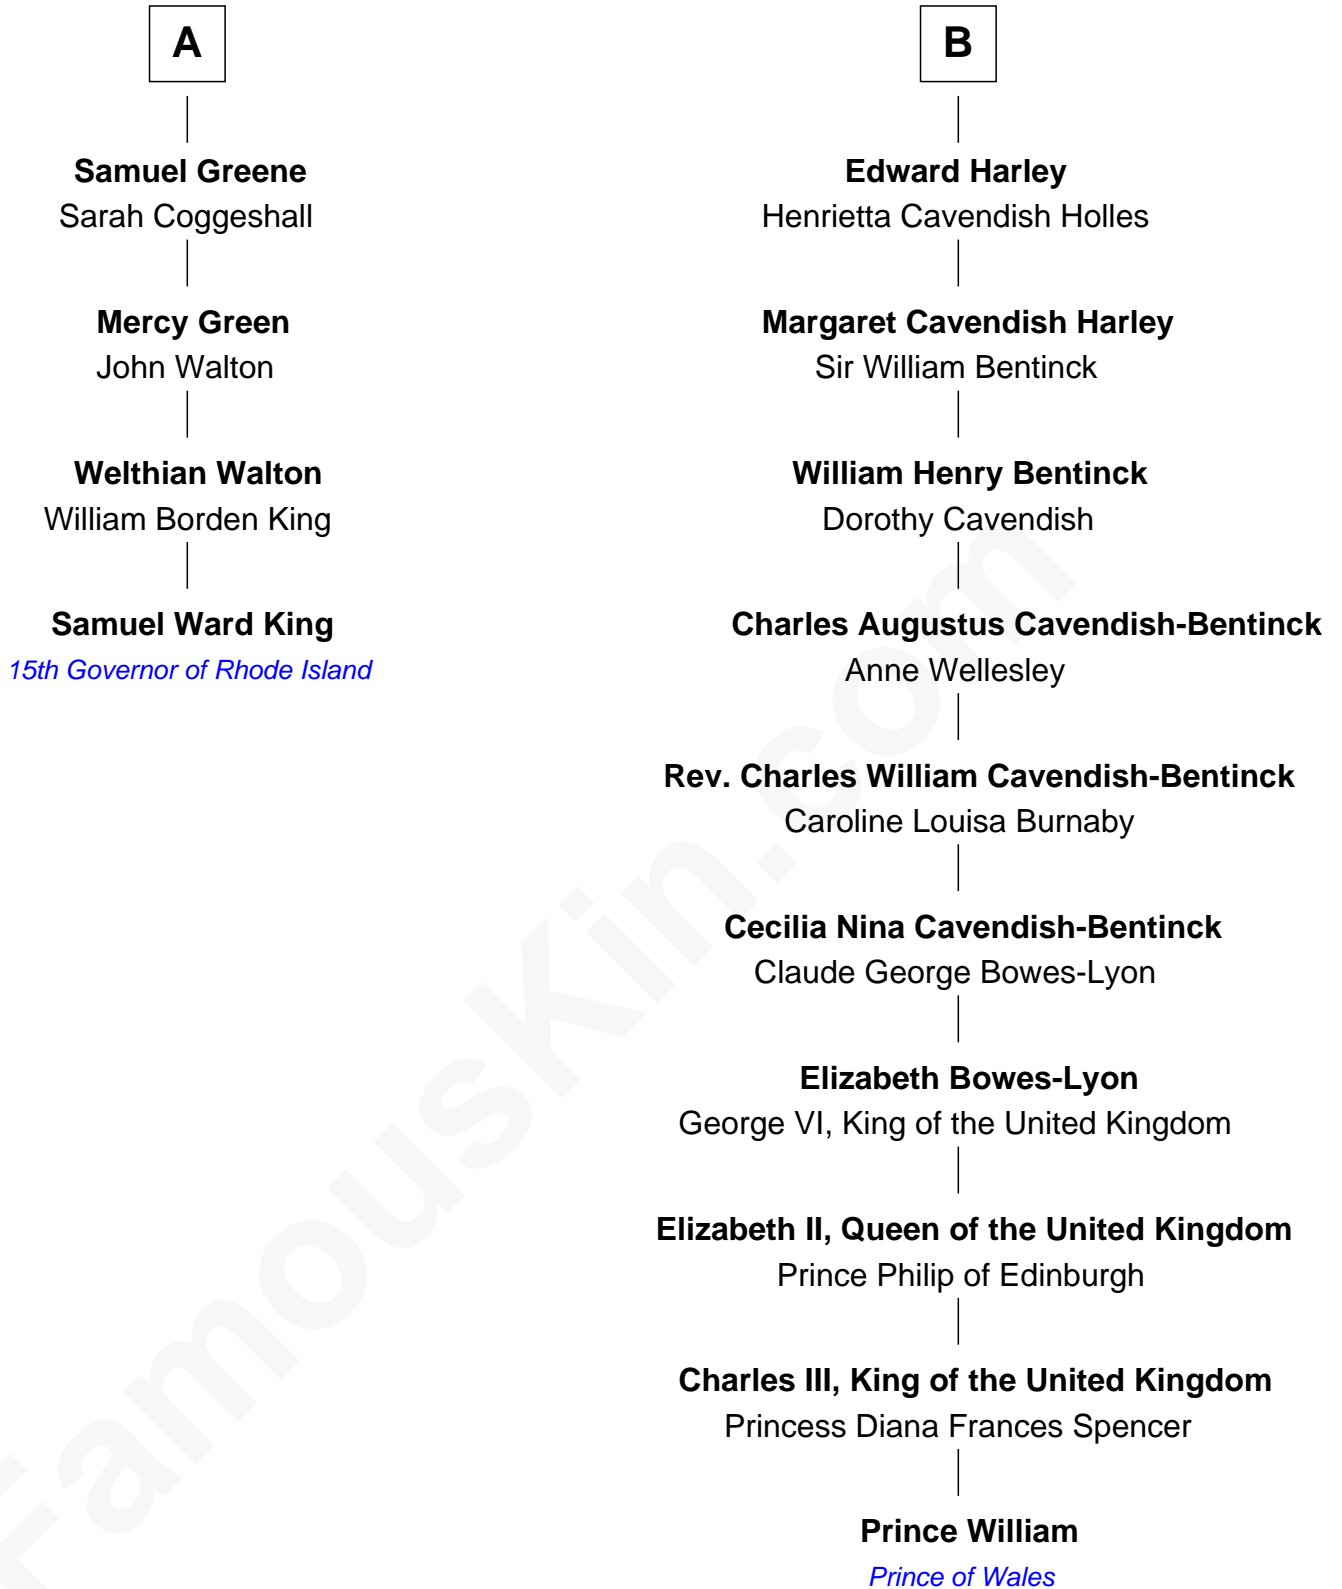 A
Samuel Greene
Sarah Coggeshall
Mercy Green
John Walton
Welthian Walton
William Borden King
Samuel Ward King
15th Governor of Rhode Island
B
Edward Harley
Henrietta Cavendish Holles
Margaret Cavendish Harley
Sir William Bentinck
William Henry Bentinck
Dorothy Cavendish
Charles Augustus Cavendish-Bentinck
Anne Wellesley
Rev. Charles William Cavendish-Bentinck
Caroline Louisa Burnaby
Cecilia Nina Cavendish-Bentinck
Claude George Bowes-Lyon
Elizabeth Bowes-Lyon
George VI, King of the United Kingdom
Elizabeth II, Queen of the United Kingdom
Prince Philip of Edinburgh
Charles III, King of the United Kingdom
Princess Diana Frances Spencer
Prince William
Prince of Wales
FamousKin.com